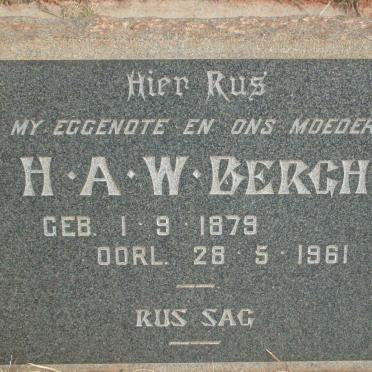 Hier Rus
MY EGGENOTE EN ONS MOEDER
H·A·W·BERGH
GEB. 1·9·1879
OORL. 28·5·1961
RUS SAG